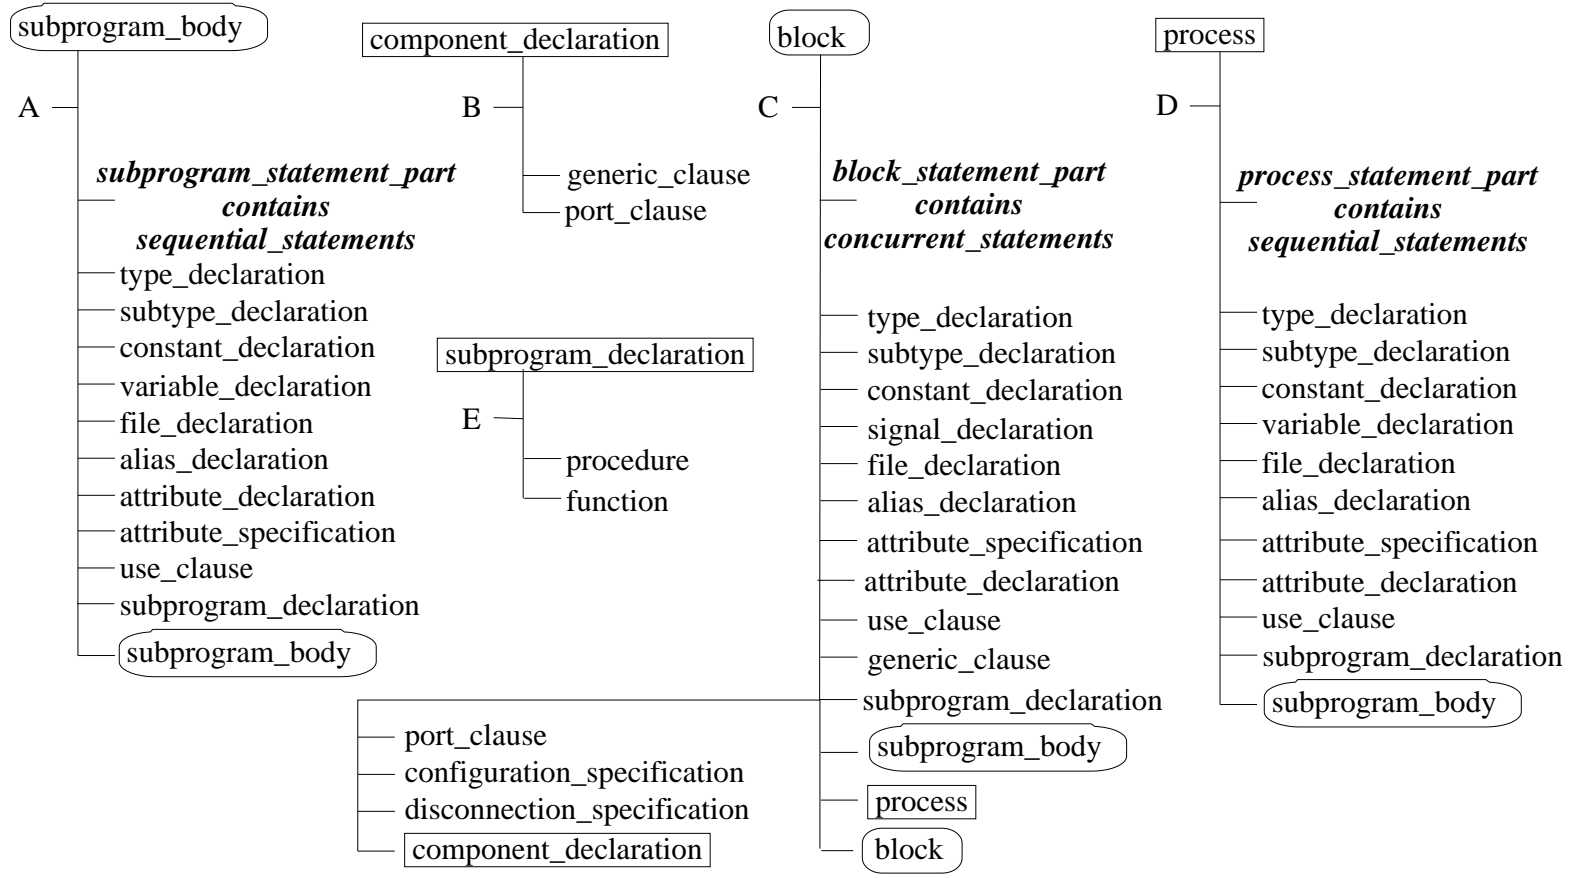 subprogram_body
A
subprogram_statement_part
contains
sequential_statements
type_declaration
subtype_declaration
constant_declaration
variable_declaration
file_declaration
alias_declaration
attribute_declaration
attribute_specification
use_clause
subprogram_declaration
subprogram_body
component_declaration
B
generic_clause
port_clause
subprogram_declaration
E
procedure
function
block
C
block_statement_part
contains
concurrent_statements
type_declaration
subtype_declaration
constant_declaration
signal_declaration
file_declaration
alias_declaration
attribute_specification
attribute_declaration
use_clause
generic_clause
subprogram_declaration
subprogram_body
process
block
port_clause
configuration_specification
disconnection_specification
component_declaration
process
D
process_statement_part
contains
sequential_statements
type_declaration
subtype_declaration
constant_declaration
variable_declaration
file_declaration
alias_declaration
attribute_specification
attribute_declaration
use_clause
subprogram_declaration
subprogram_body